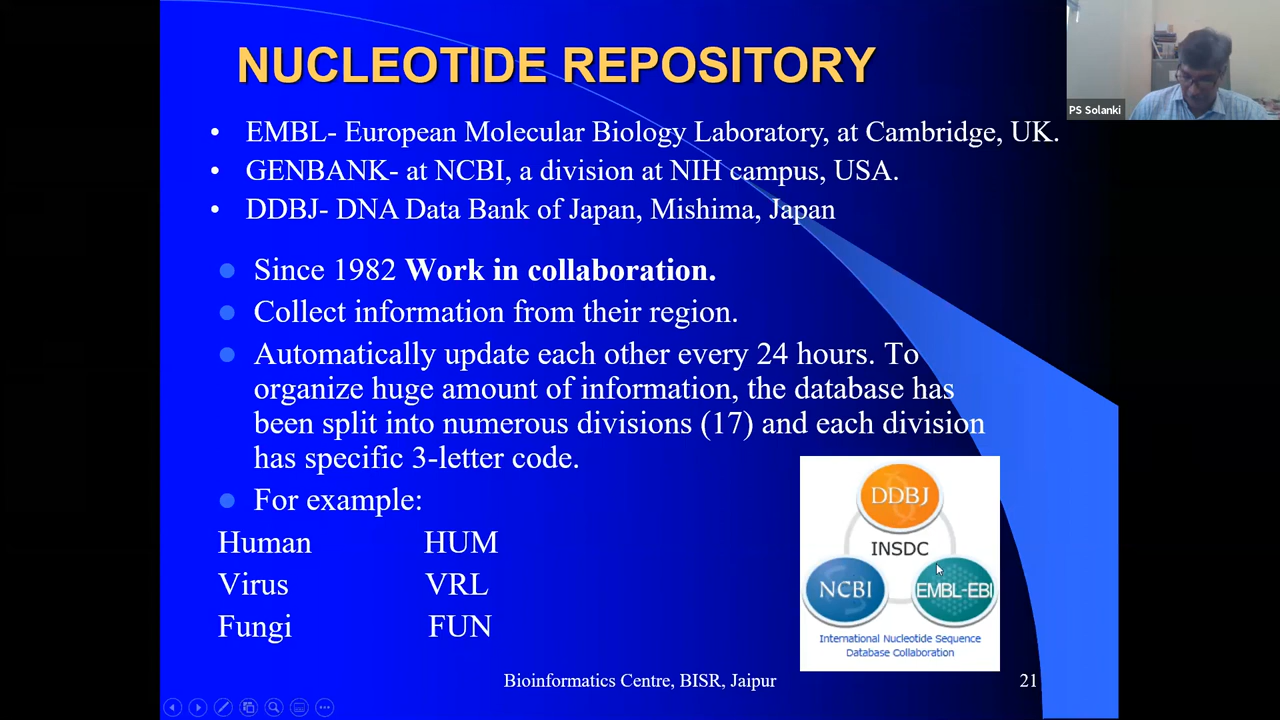 NUCLEOTIDE REPOSITORY
PS Solanki
• EMBL- European Molecular Biology Laboratory, at Cambridge, UK.
• GENBANK- at NCBI, a division at NIH campus, USA.
• DDBJ- DNA Data Bank of Japan, Mishima, Japan
Since 1982 Work in collaboration.
Collect information from their region.
Automatically update each other every 24 hours. To
organize huge amount of information, the database has
been split into numerous divisions (17) and each division
has specific 3-letter code.
For example:
Human HUM
Virus VRL
Fungi FUN
DDBJ
INSDC
NCBI EMBL-EBI
International Nucleotide Sequence
Database Collaboration
Bioinformatics Centre, BISR, Jaipur 21